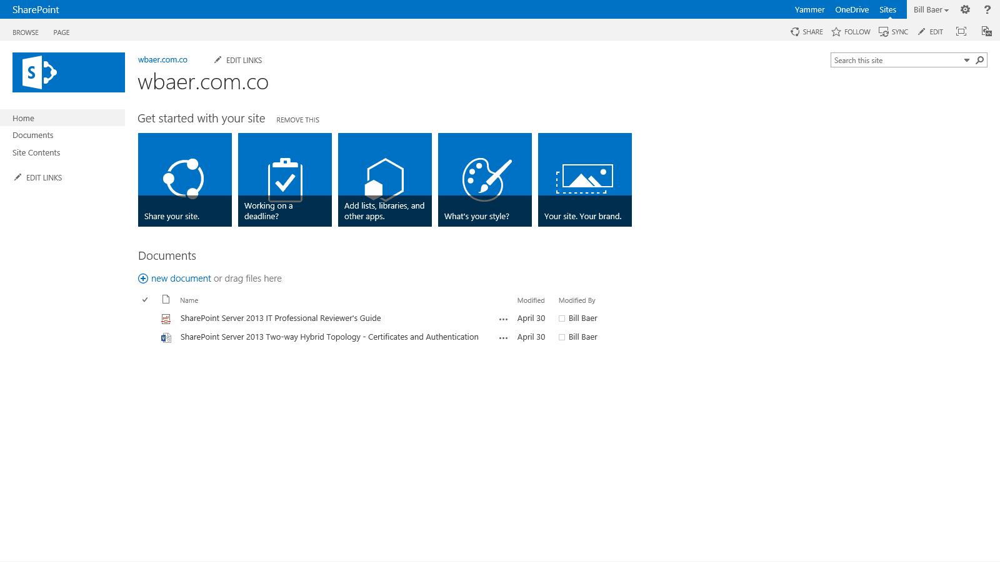 SharePoint
Yammer OneDrive Sites Bill Baer ?
BROWSE PAGE
SHARE FOLLOW SYNC EDIT
S
wbaer.com.co EDIT LINKS
Search this site
wbaer.com.co
Home
Documents
Site Contents
EDIT LINKS
Get started with your site REMOVE THIS
Share your site.
Working on a
deadline?
Add lists, libraries, and
other apps.
What's your style?
Your site. Your brand.
Documents
new document or drag files here
Name Modified Modified By
SharePoint Server 2013 IT Professional Reviewer's Guide ... April 30 Bill Baer
SharePoint Server 2013 Two-way Hybrid Topology - Certificates and Authentication ... April 30 Bill Baer